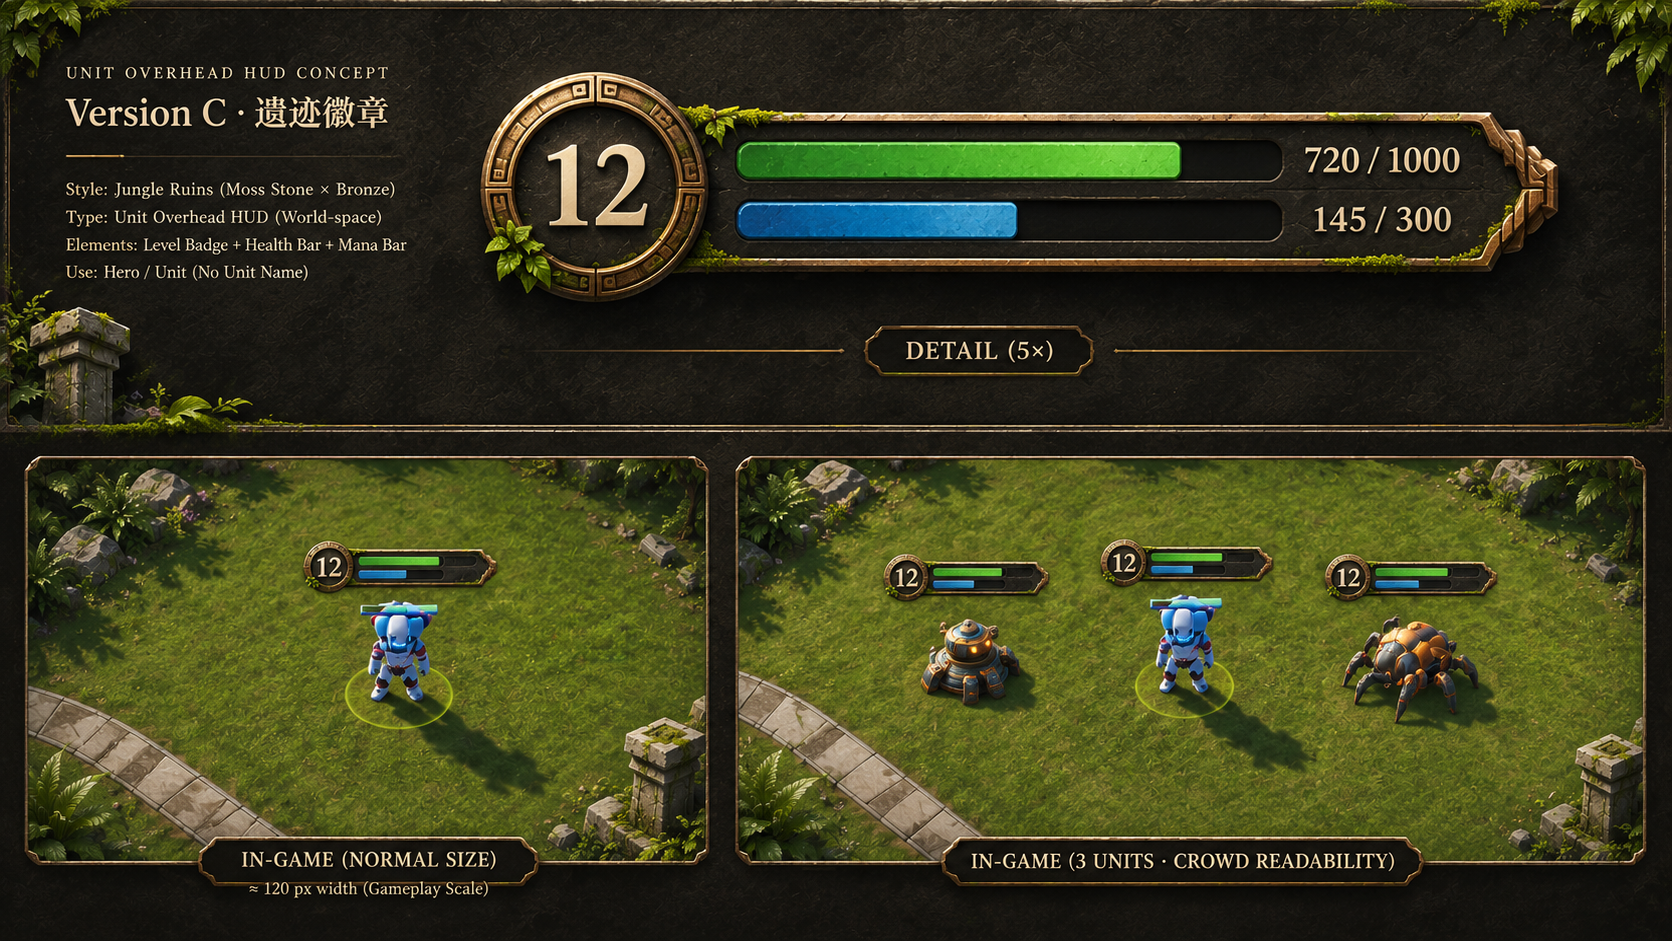 UNIT OVERHEAD HUD CONCEPT
Version C · 遗迹徽章
Style: Jungle Ruins (Moss Stone × Bronze)
Type: Unit Overhead HUD (World-space)
Elements: Level Badge + Health Bar + Mana Bar
Use: Hero / Unit (No Unit Name)
12
720 / 1000
145 / 300
DETAIL (5×)
12
IN-GAME (NORMAL SIZE)
≈ 120 px width (Gameplay Scale)
12
12
12
IN-GAME (3 UNITS · CROWD READABILITY)